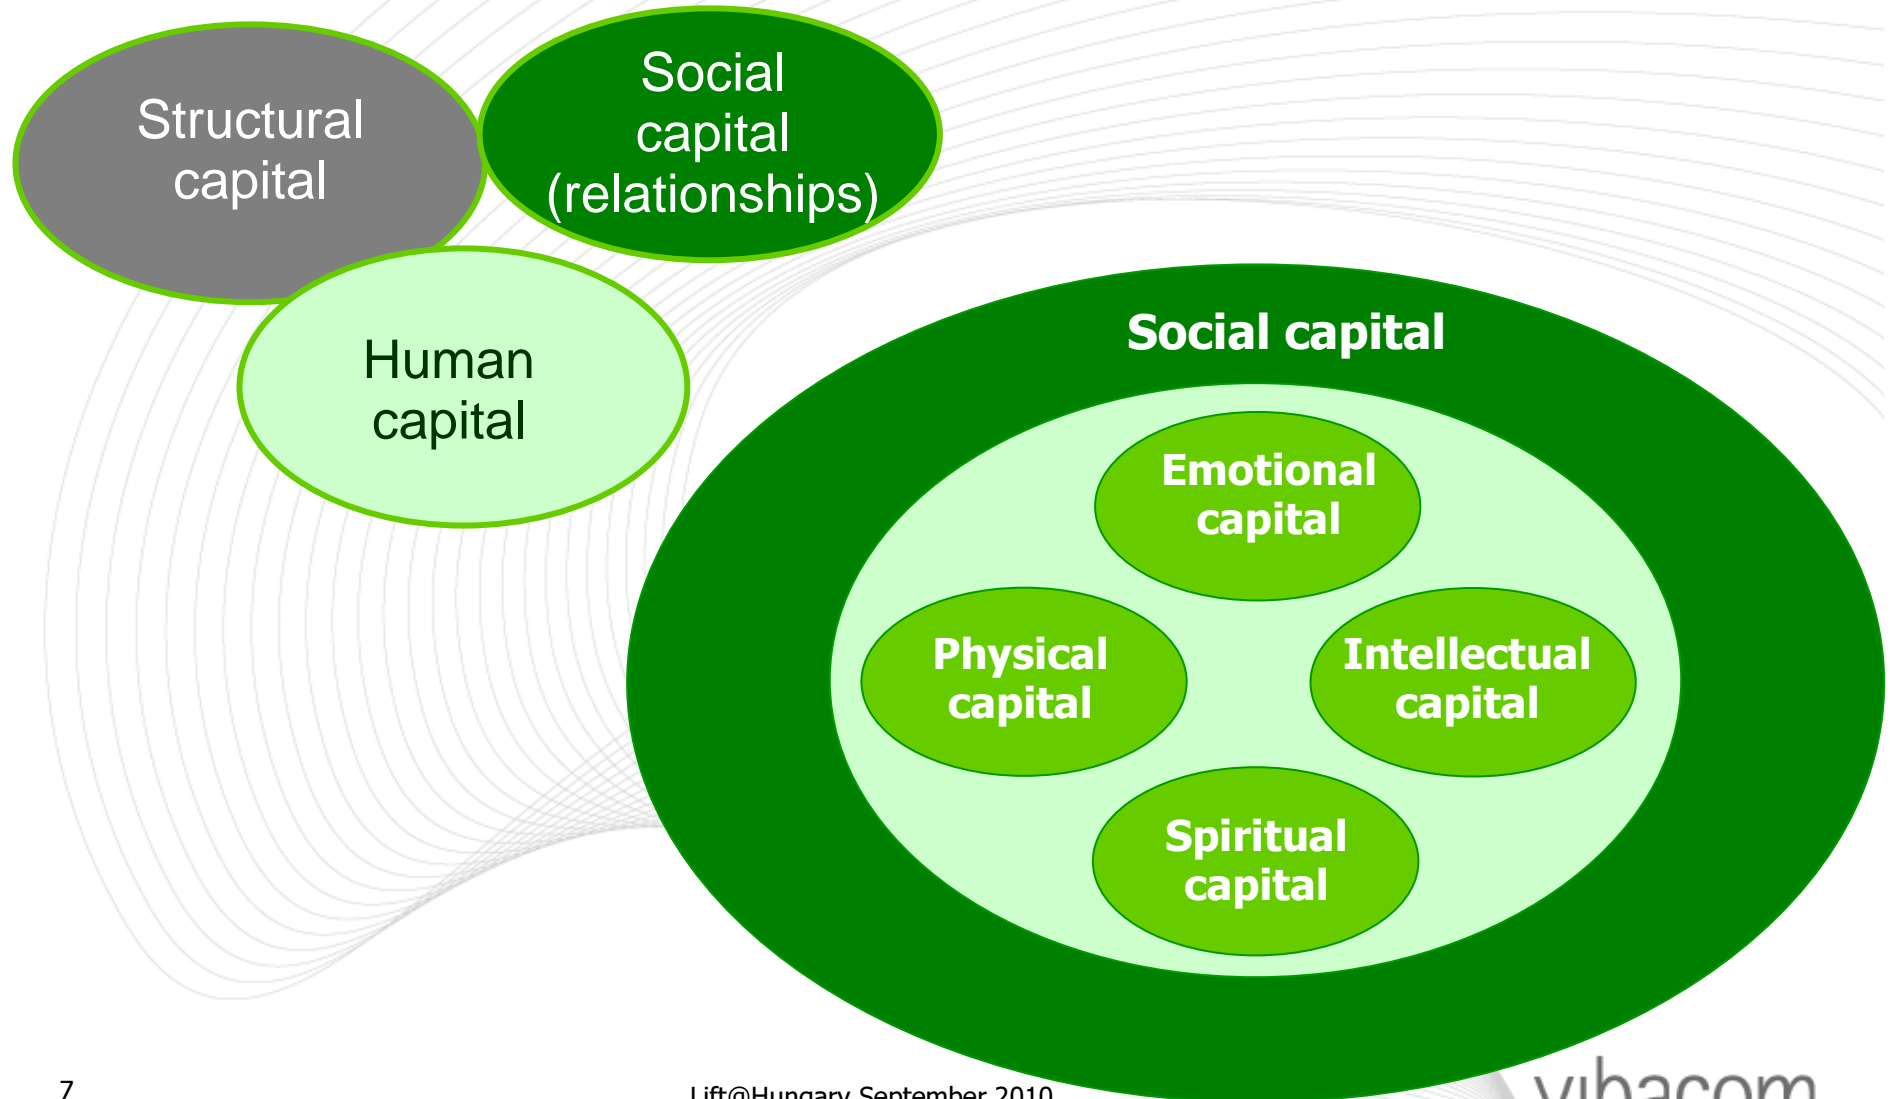 Structural
capital
Social
capital
(relationships)
Human
capital
Social capital
Emotional
capital
Physical
capital
Intellectual
capital
Spiritual
capital
7
Lift@Hungary September 2010
vibacom